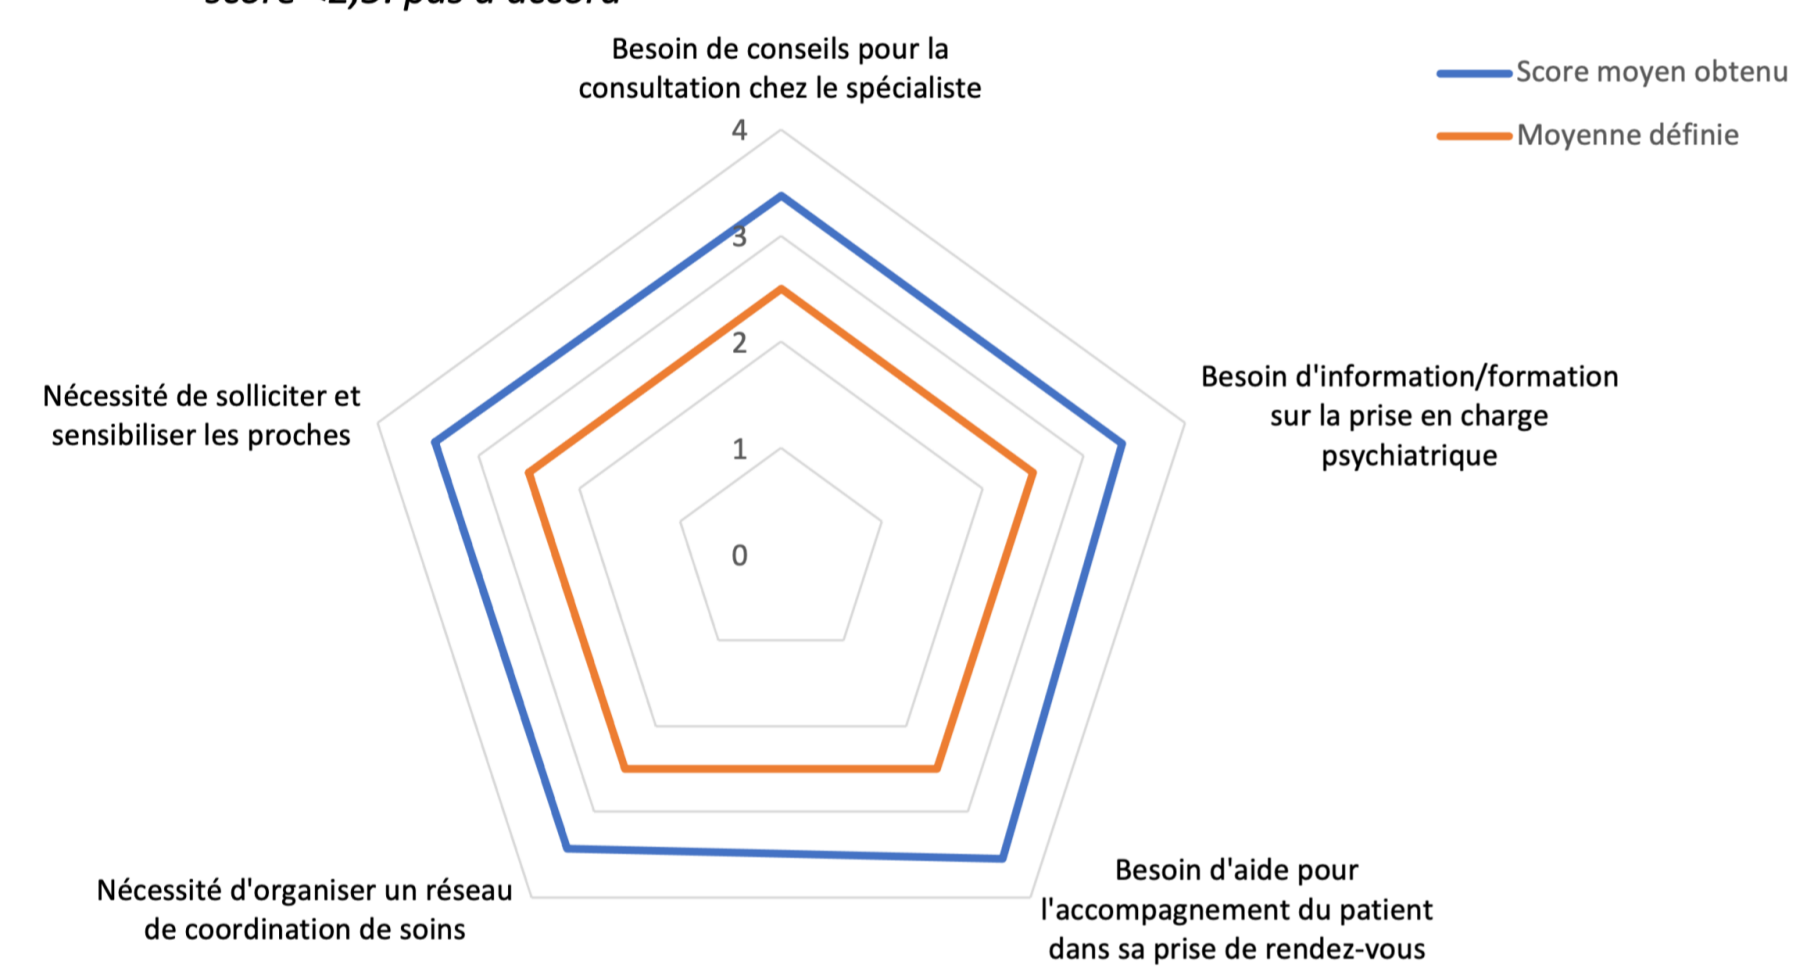 Besoin de conseils pour la
consultation chez le spécialiste
Score moyen obtenu
Moyenne définie
4
3
2
1
0
Besoin d'information/formation
sur la prise en charge
psychiatrique
Nécessité de solliciter et
sensibiliser les proches
Besoin d'aide pour
l'accompagnement du patient
dans sa prise de rendez-vous
Nécessité d'organiser un réseau
de coordination de soins